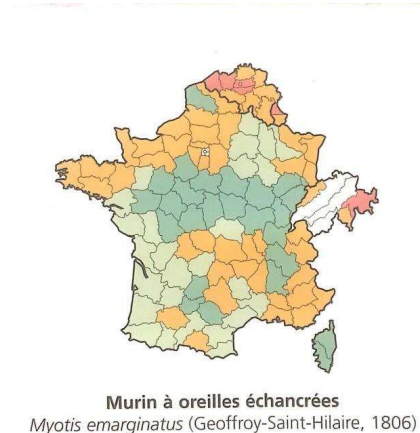 Murin à oreilles échancrées
Myotis emarginatus (Geoffroy-Saint-Hilaire, 1806)